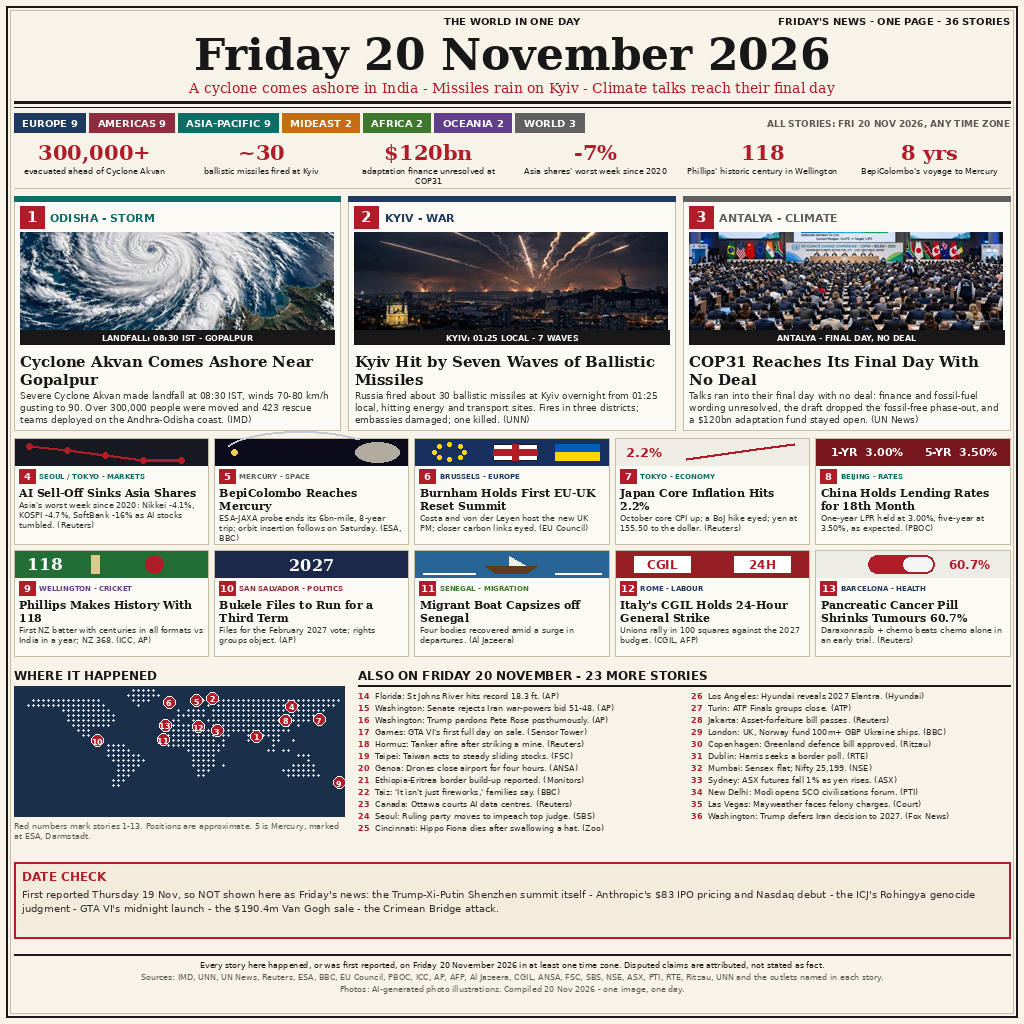 THE WORLD IN ONE DAY
FRIDAY'S NEWS - ONE PAGE - 36 STORIES
Friday 20 November 2026
A cyclone comes ashore in India - Missiles rain on Kyiv - Climate talks reach their final day
EUROPE 9
AMERICAS 9
ASIA-PACIFIC 9
MIDEAST 2
AFRICA 2
OCEANIA 2
WORLD 3
ALL STORIES: FRI 20 NOV 2026, ANY TIME ZONE
300,000+
evacuated ahead of Cyclone Akvan
~30
ballistic missiles fired at Kyiv
$120bn
adaptation finance unresolved at
COP31
-7%
Asia shares' worst week since 2020
118
Phillips' historic century in Wellington
8 yrs
BepiColombo's voyage to Mercury
1 ODISHA - STORM
LANDFALL: 08:30 IST - GOPALPUR
Cyclone Akvan Comes Ashore Near
Gopalpur
Severe Cyclone Akvan made landfall at 08:30 IST, winds 70-80 km/h
gusting to 90. Over 300,000 people were moved and 423 rescue
teams deployed on the Andhra-Odisha coast. (IMD)
2 KYIV - WAR
KYIV: 01:25 LOCAL - 7 WAVES
Kyiv Hit by Seven Waves of Ballistic
Missiles
Russia fired about 30 ballistic missiles at Kyiv overnight from 01:25
local, hitting energy and transport sites. Fires in three districts;
embassies damaged; one killed. (UNN)
3 ANTALYA - CLIMATE
ANTALYA - FINAL DAY, NO DEAL
COP31 Reaches Its Final Day With
No Deal
Talks ran into their final day with no deal: finance and fossil-fuel
wording unresolved, the draft dropped the fossil-free phase-out, and
a $120bn adaptation fund stayed open. (UN News)
4 SEOUL / TOKYO - MARKETS
AI Sell-Off Sinks Asia Shares
Asia's worst week since 2020: Nikkei -4.1%,
KOSPI -4.7%, SoftBank -16% as AI stocks
tumbled. (Reuters)
5 MERCURY - SPACE
BepiColombo Reaches
Mercury
ESA-JAXA probe ends its 6bn-mile, 8-year
trip; orbit insertion follows on Saturday. (ESA,
BBC)
6 BRUSSELS - EUROPE
Burnham Holds First EU-UK
Reset Summit
Costa and von der Leyen host the new UK
PM; closer carbon links eyed. (EU Council)
2.2%
7 TOKYO - ECONOMY
Japan Core Inflation Hits
2.2%
October core CPI up; a BoJ hike eyed; yen at
155.50 to the dollar. (Reuters)
1-YR 3.00% 5-YR 3.50%
8 BEIJING - RATES
China Holds Lending Rates
for 18th Month
One-year LPR held at 3.00%, five-year at
3.50%, as expected. (PBOC)
118
9 WELLINGTON - CRICKET
Phillips Makes History With
118
First NZ batter with centuries in all formats vs
India in a year; NZ 368. (ICC, AP)
2027
10 SAN SALVADOR - POLITICS
Bukele Files to Run for a
Third Term
Files for the February 2027 vote; rights
groups object. (AP)
11 SENEGAL - MIGRATION
Migrant Boat Capsizes off
Senegal
Four bodies recovered amid a surge in
departures. (Al Jazeera)
CGIL 24H
12 ROME - LABOUR
Italy's CGIL Holds 24-Hour
General Strike
Unions rally in 100 squares against the 2027
budget. (CGIL, AFP)
60.7%
13 BARCELONA - HEALTH
Pancreatic Cancer Pill
Shrinks Tumours 60.7%
Daraxonrasib + chemo beats chemo alone in
an early trial. (Reuters)
WHERE IT HAPPENED
6 5 2 4 7 8 13 12 3 1 11 10 9
Red numbers mark stories 1-13. Positions are approximate. 5 is Mercury, marked
at ESA, Darmstadt.
ALSO ON FRIDAY 20 NOVEMBER - 23 MORE STORIES
14 Florida: St Johns River hits record 18.3 ft. (AP)
15 Washington: Senate rejects Iran war-powers bid 51-48. (AP)
16 Washington: Trump pardons Pete Rose posthumously. (AP)
17 Games: GTA VI's first full day on sale. (SensorTower)
18 Hormuz: Tanker afire after striking a mine. (Reuters)
19 Taipei: Taiwan acts to steady sliding stocks. (FSC)
20 Genoa: Drones close airport for four hours. (ANSA)
21 Ethiopia-Eritrea border build-up reported. (Monitors)
22 Taiz: 'It isn't just fireworks,' families say. (BBC)
23 Canada: Ottawa courts AI data centres. (Reuters)
24 Seoul: Ruling party moves to impeach top judge. (SBS)
25 Cincinnati: Hippo Fiona dies after swallowing a hat. (Zoo)
26 Los Angeles: Hyundai reveals 2027 Elantra. (Hyundai)
27 Turin: ATP Finals groups close. (ATP)
28 Jakarta: Asset-forfeiture bill passes. (Reuters)
29 London: UK, Norway fund 100m+ GBP Ukraine ships. (BBC)
30 Copenhagen: Greenland defence bill approved. (Ritzau)
31 Dublin: Harris seeks a border poll. (RTE)
32 Mumbai: Sensex flat; Nifty 25,199. (NSE)
33 Sydney: ASX futures fall 1% as yen rises. (ASX)
34 New Delhi: Modi opens SCO civilisations forum. (PTI)
35 Las Vegas: Mayweather faces felony charges. (Court)
36 Washington: Trump defers Iran decision to 2027. (Fox News)
DATE CHECK
First reported Thursday 19 Nov, so NOT shown here as Friday's news: the Trump-Xi-Putin Shenzhen summit itself - Anthropic's $83 IPO pricing and Nasdaq debut - the ICJ's Rohingya genocide
judgment - GTA VI's midnight launch - the $190.4m Van Gogh sale - the Crimean Bridge attack.
Every story here happened, or was first reported, on Friday 20 November 2026 in at least one time zone. Disputed claims are attributed, not stated as fact.
Sources: IMD, UNN, UN News, Reuters, ESA, BBC, EU Council, PBOC, ICC, AP, AFP, Al Jazeera, CGIL, ANSA, FSC, SBS, NSE, ASX, PTI, RTE, Ritzau, UNN and the outlets named in each story.
Photos: AI-generated photo illustrations. Compiled 20 Nov 2026 - one image, one day.